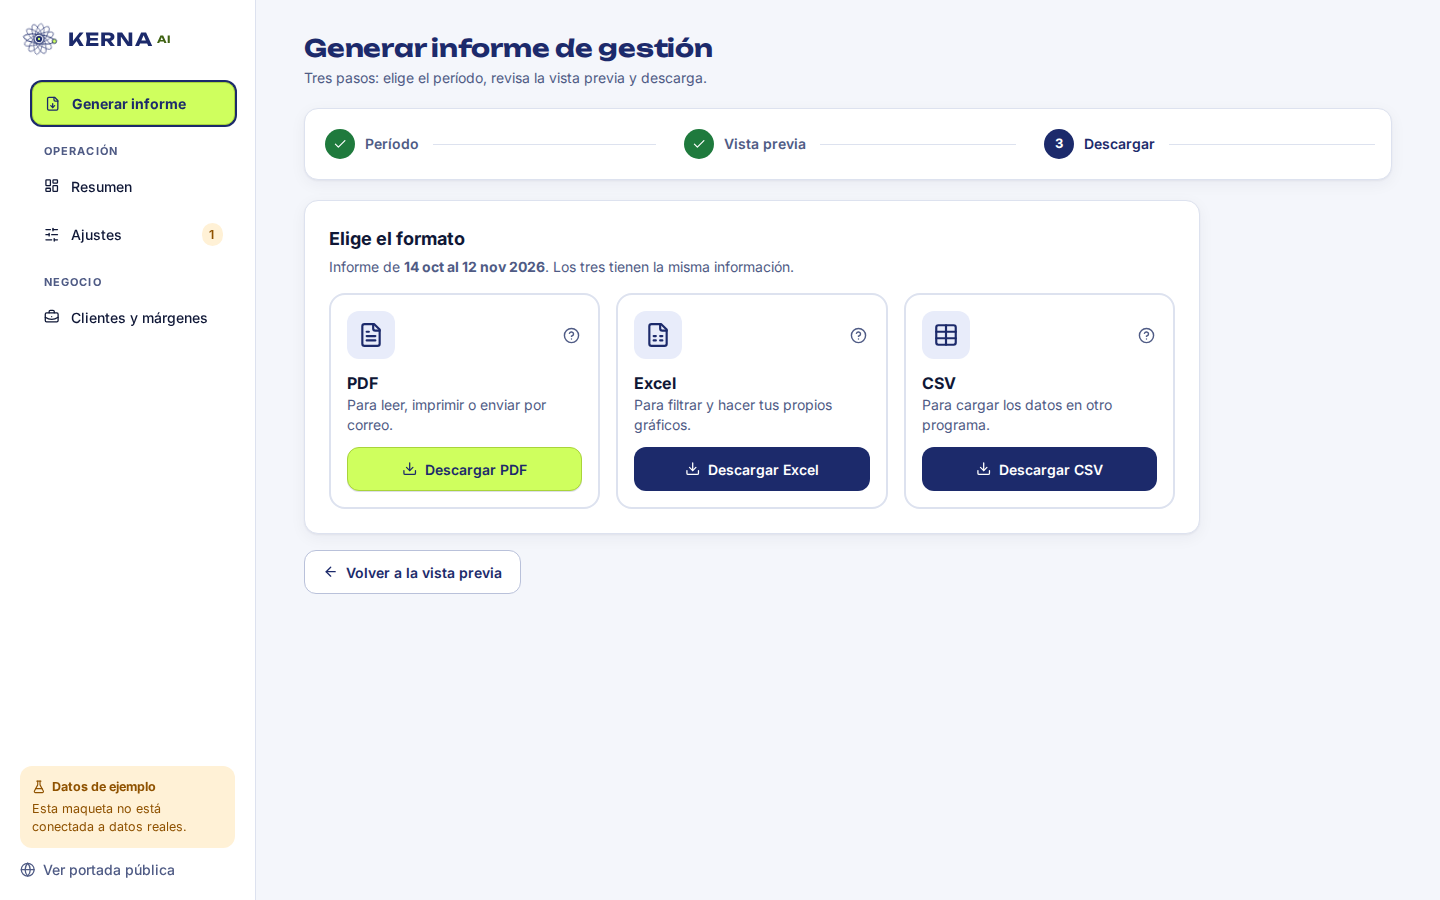 KERNA AI
Generar informe
OPERACIÓN
Resumen
Ajustes
1
NEGOCIO
Clientes y márgenes
Datos de ejemplo
Esta maqueta no está
conectada a datos reales.
Ver portada pública
Generar informe de gestión
Tres pasos: elige el período, revisa la vista previa y descarga.
Período
Vista previa
3 Descargar
Elige el formato
Informe de 14 oct al 12 nov 2026. Los tres tienen la misma información.
PDF
Para leer, imprimir o enviar por
correo.
Descargar PDF
Excel
Para filtrar y hacer tus propios
gráficos.
Descargar Excel
CSV
Para cargar los datos en otro
programa.
Descargar CSV
Volver a la vista previa